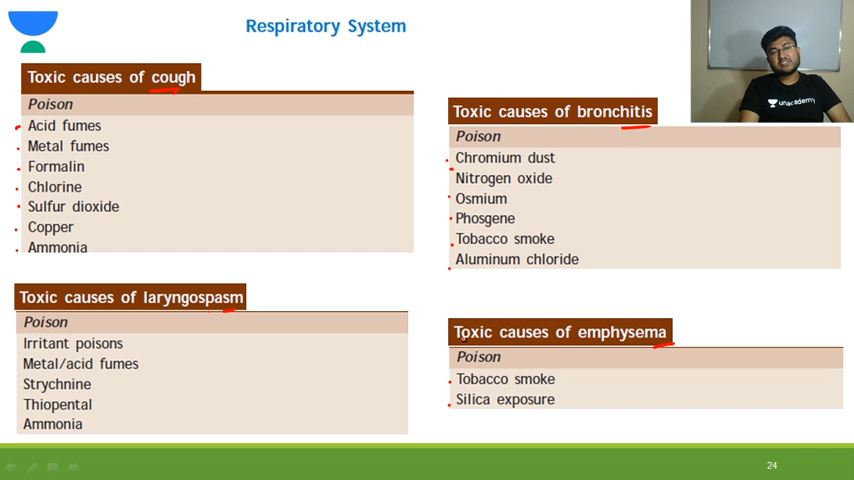 Respiratory System
unacademy
Toxic causes of cough
Poison
Acid fumes
Metal fumes
Formalin
Chlorine
Sulfur dioxide
Copper
Ammonia
Toxic causes of laryngospasm
Poison
Irritant poisons
Metal/acid fumes
Strychnine
Thiopental
Ammonia
Toxic causes of bronchitis
Poison
Chromium dust
Nitrogen oxide
Osmium
Phosgene
Tobacco smoke
Aluminum chloride
Toxic causes of emphysema
Poison
Tobacco smoke
Silica exposure
24